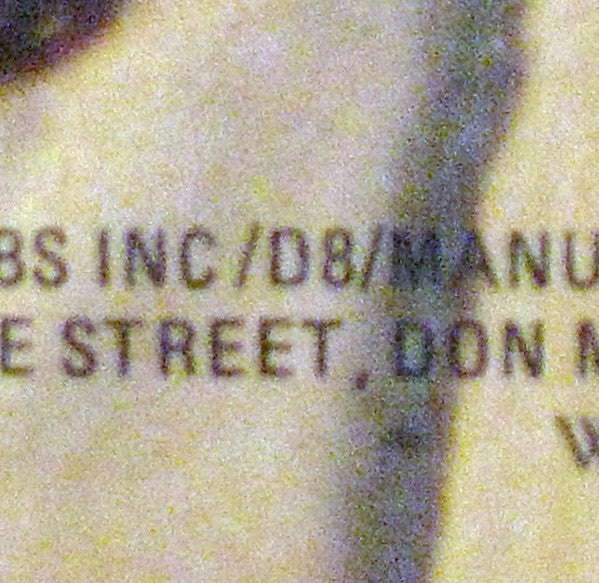 BS INC/D8/MANU
E STREET, DON M
W